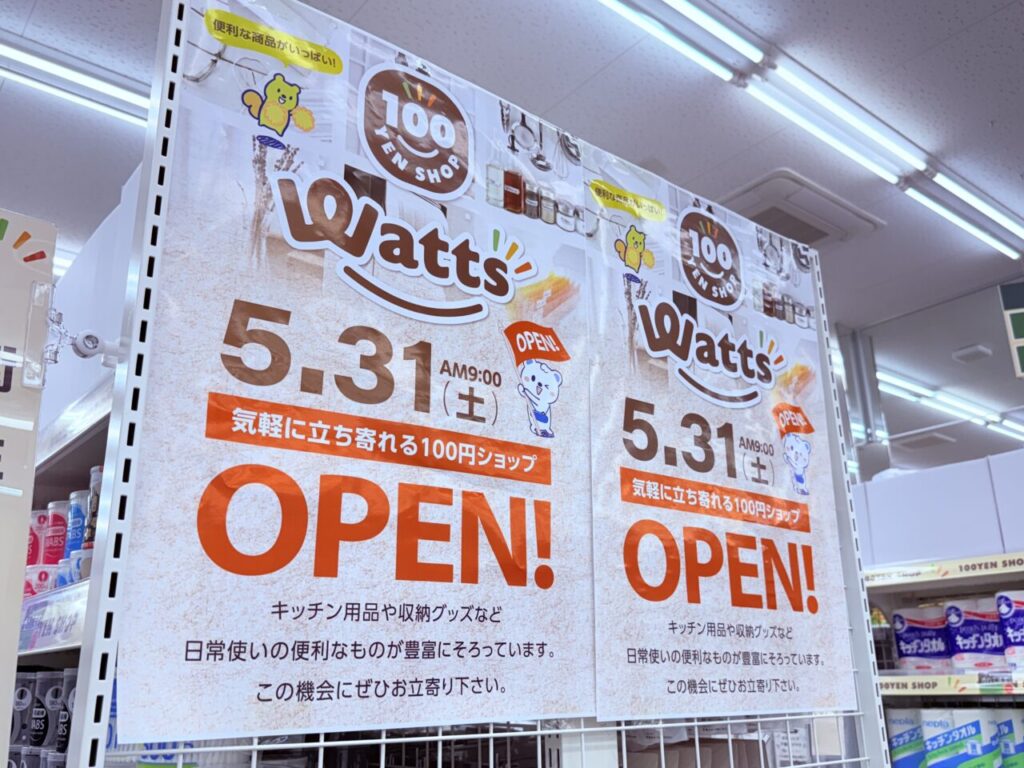 便利な商品がいっぱい!
100
YEN SHOP
Watts
5.31
AM9:00
(土)
OPEN!
気軽に立ち寄れる100円ショップ
OPEN!
キッチン用品や収納グッズなど
日常使いの便利なものが豊富にそろっています。
この機会にぜひお立寄り下さい。
便利な商品がいっぱい!
100
YEN SHOP
Watts
5.31
AM9:00
(土)
OPEN!
気軽に立ち寄れる100円ショップ
OPEN!
キッチン用品や収納グッズなど
日常使いの便利なものが豊富にそろっています。
この機会にぜひお立寄り下さい。
100YEN SHO
キッチンタオ
00YEN SHOP
nepia
キッチンタオル